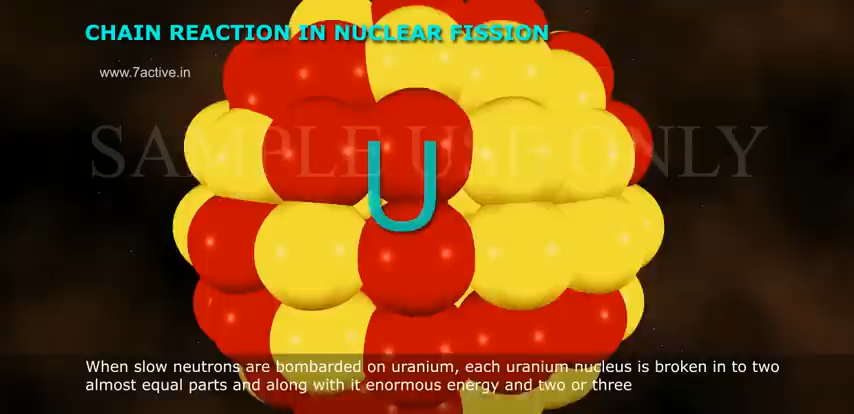 CHAIN REACTION IN NUCLEAR FISSION
www.7active.in
SAMPLE USE ONLY
U
When slow neutrons are bombarded on uranium, each uranium nucleus is broken in to two
almost equal parts and along with it enormous energy and two or three